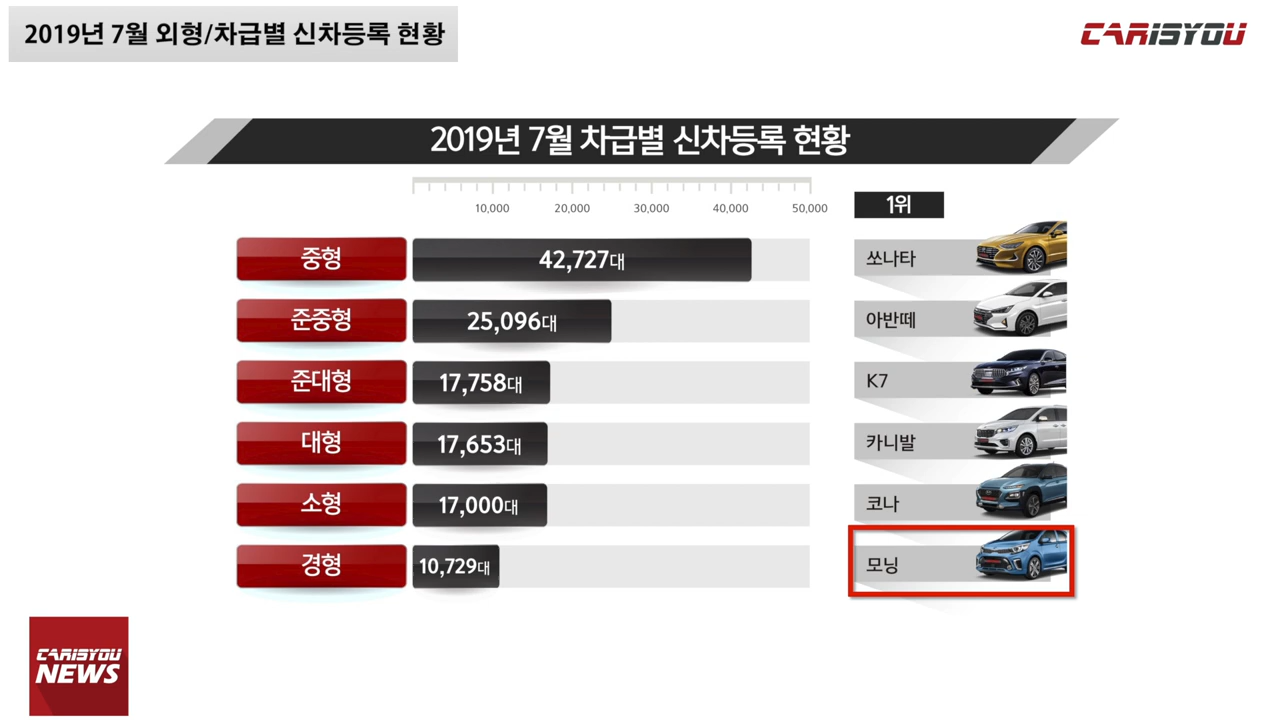 2019년 7월 외형/차급별 신차등록 현황
CARISYOU
2019년 7월 차급별 신차등록 현황
10,000 20,000 30,000 40,000 50,000
1위
중형 42,727대 쏘나타
준중형 25,096대 아반떼
준대형 17,758대 K7
대형 17,653대 카니발
소형 17,000대 코나
경형 10,729대 모닝
CARISYOU
NEWS